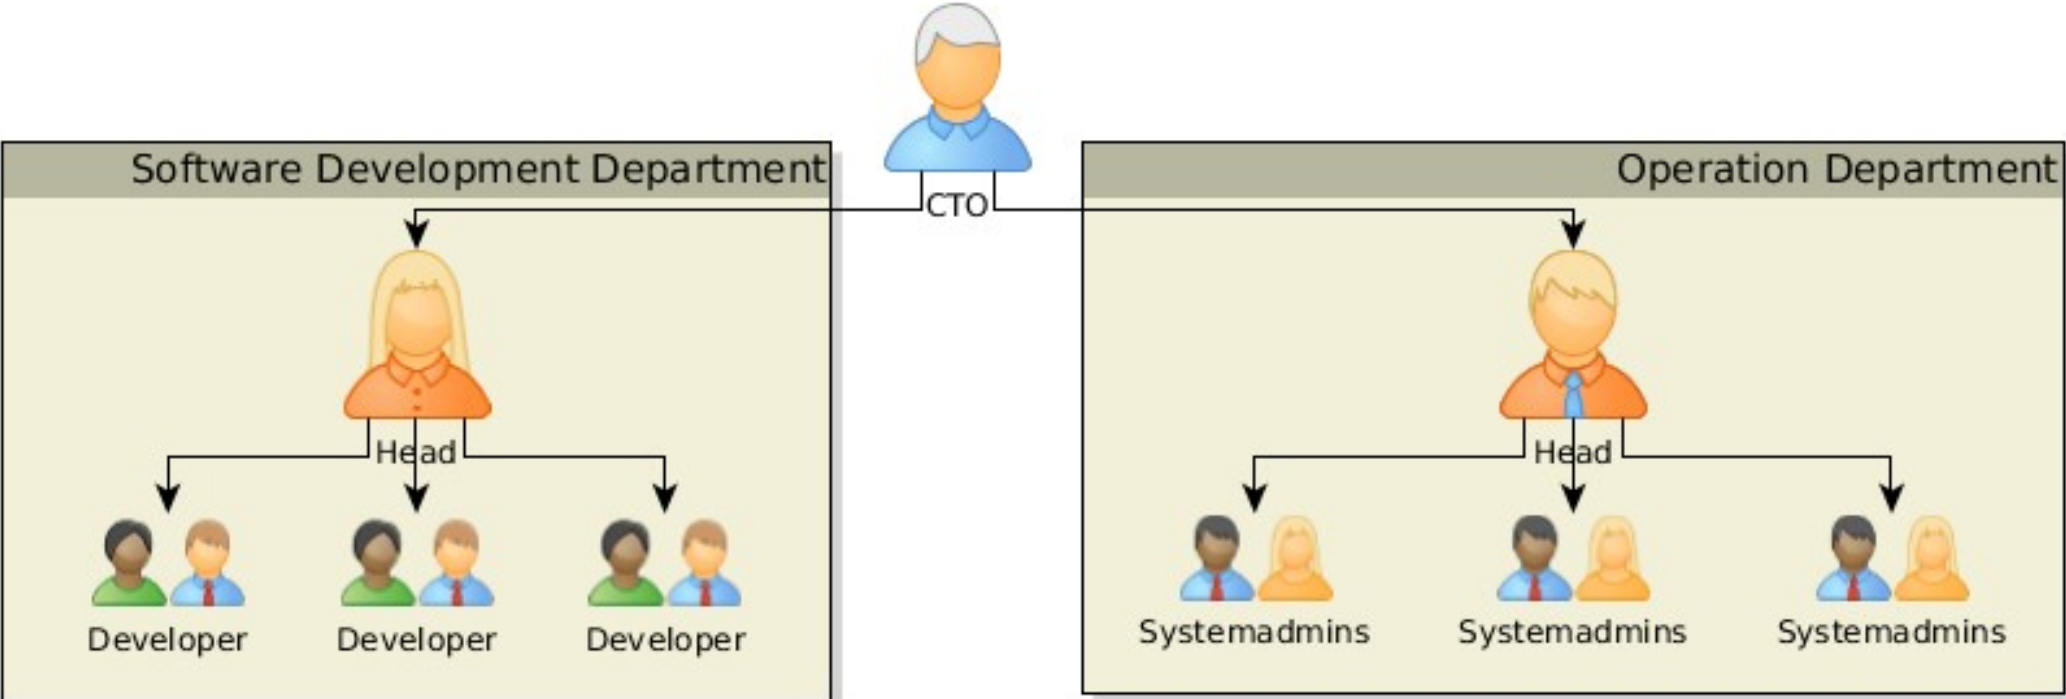 Software Development Department
CTO
Operation Department
Head
Head
Developer
Developer
Developer
Systemadmins
Systemadmins
Systemadmins